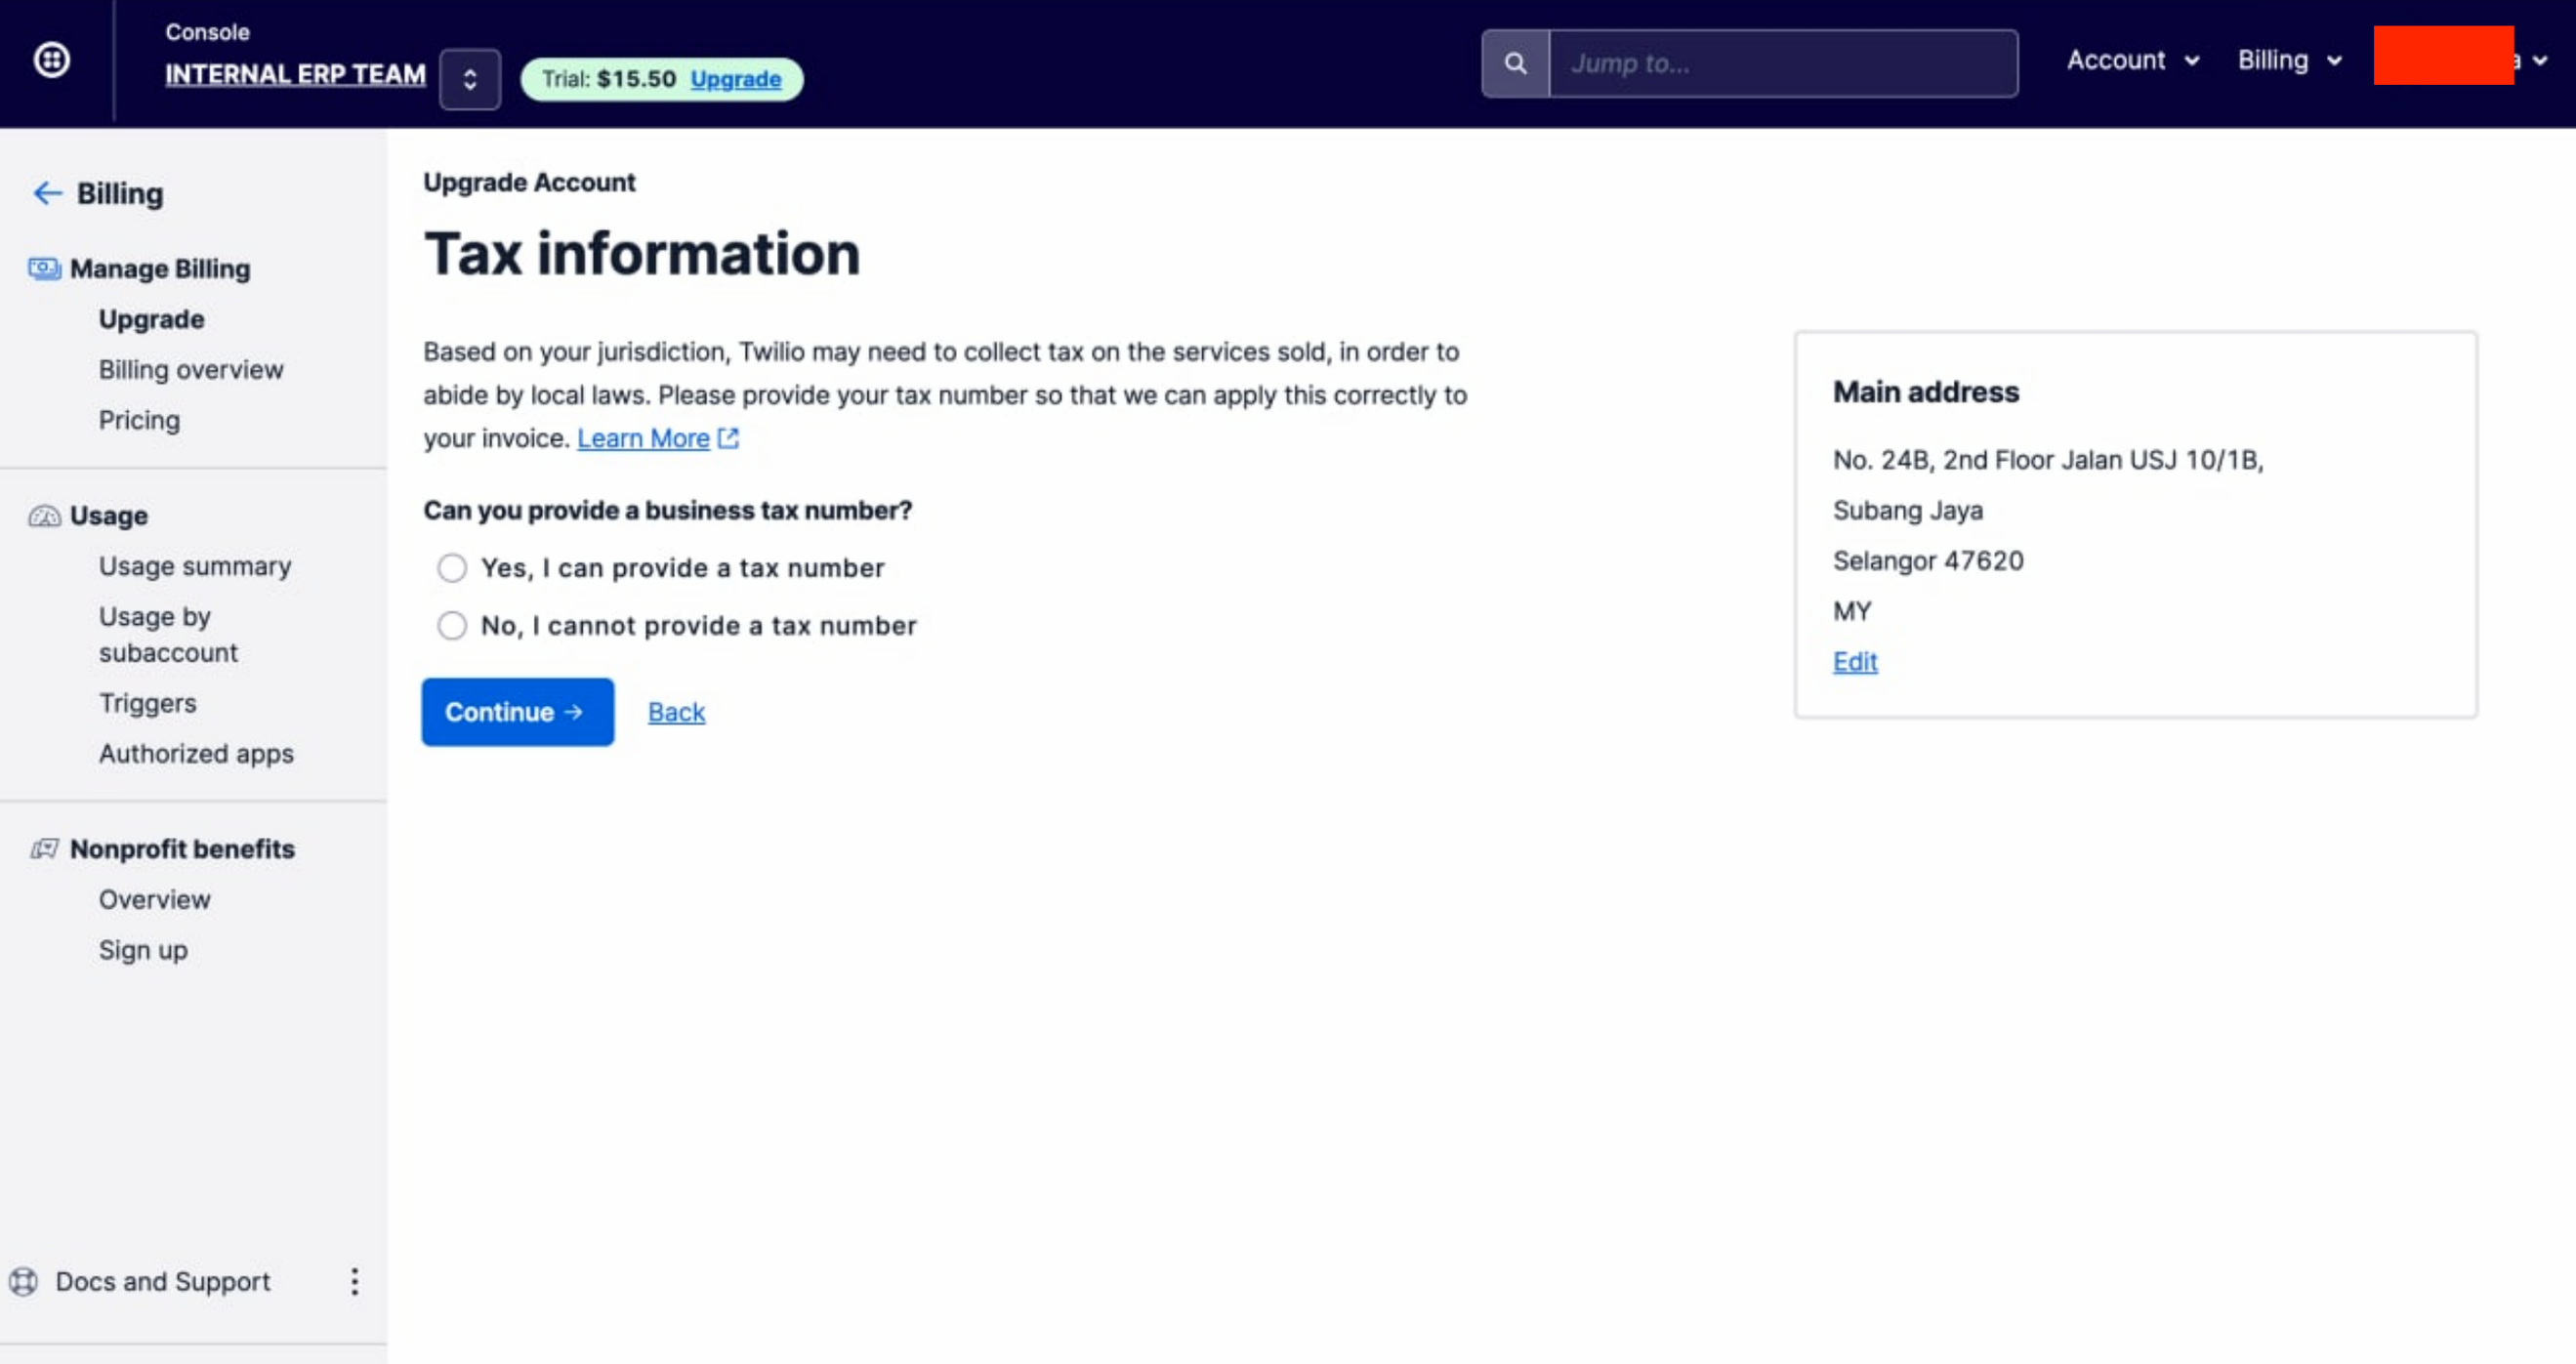 Console
INTERNAL ERP TEAM
Trial: $15.50 Upgrade
Jump to...
Account
Billing
a
Billing
Manage Billing
Upgrade
Billing overview
Pricing
Usage
Usage summary
Usage by
subaccount
Triggers
Authorized apps
Nonprofit benefits
Overview
Sign up
Docs and Support
Upgrade Account
Tax information
Based on your jurisdiction, Twilio may need to collect tax on the services sold, in order to
abide by local laws. Please provide your tax number so that we can apply this correctly to
your invoice. Learn More
Can you provide a business tax number?
Yes, I can provide a tax number
No, I cannot provide a tax number
Continue →
Back
Main address
No. 24B, 2nd Floor Jalan USJ 10/1B,
Subang Jaya
Selangor 47620
MY
Edit